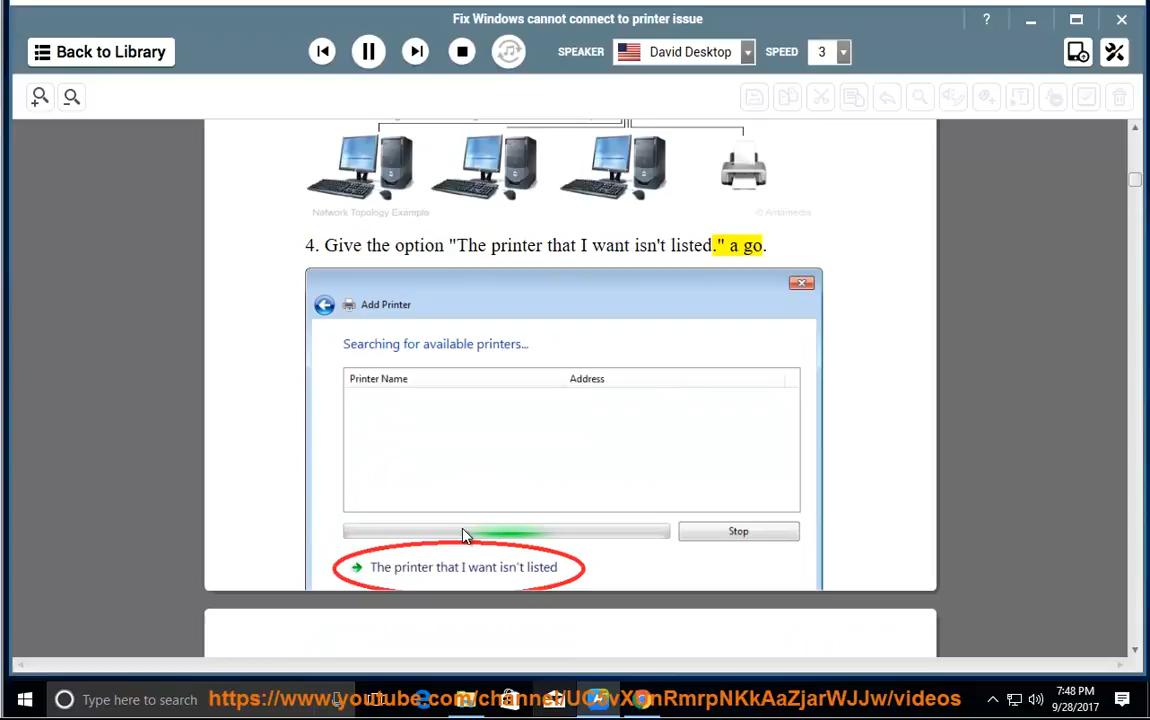 Fix Windows cannot connect to printer issue
?
Back to Library
SPEAKER
David Desktop
SPEED
3
Network Topology Example
© Antamedia
4. Give the option "The printer that I want isn't listed." a go.
Add Printer
Searching for available printers...
Printer Name
Address
Stop
The printer that I want isn't listed
Type here to search
7:48 PM
9/28/2017